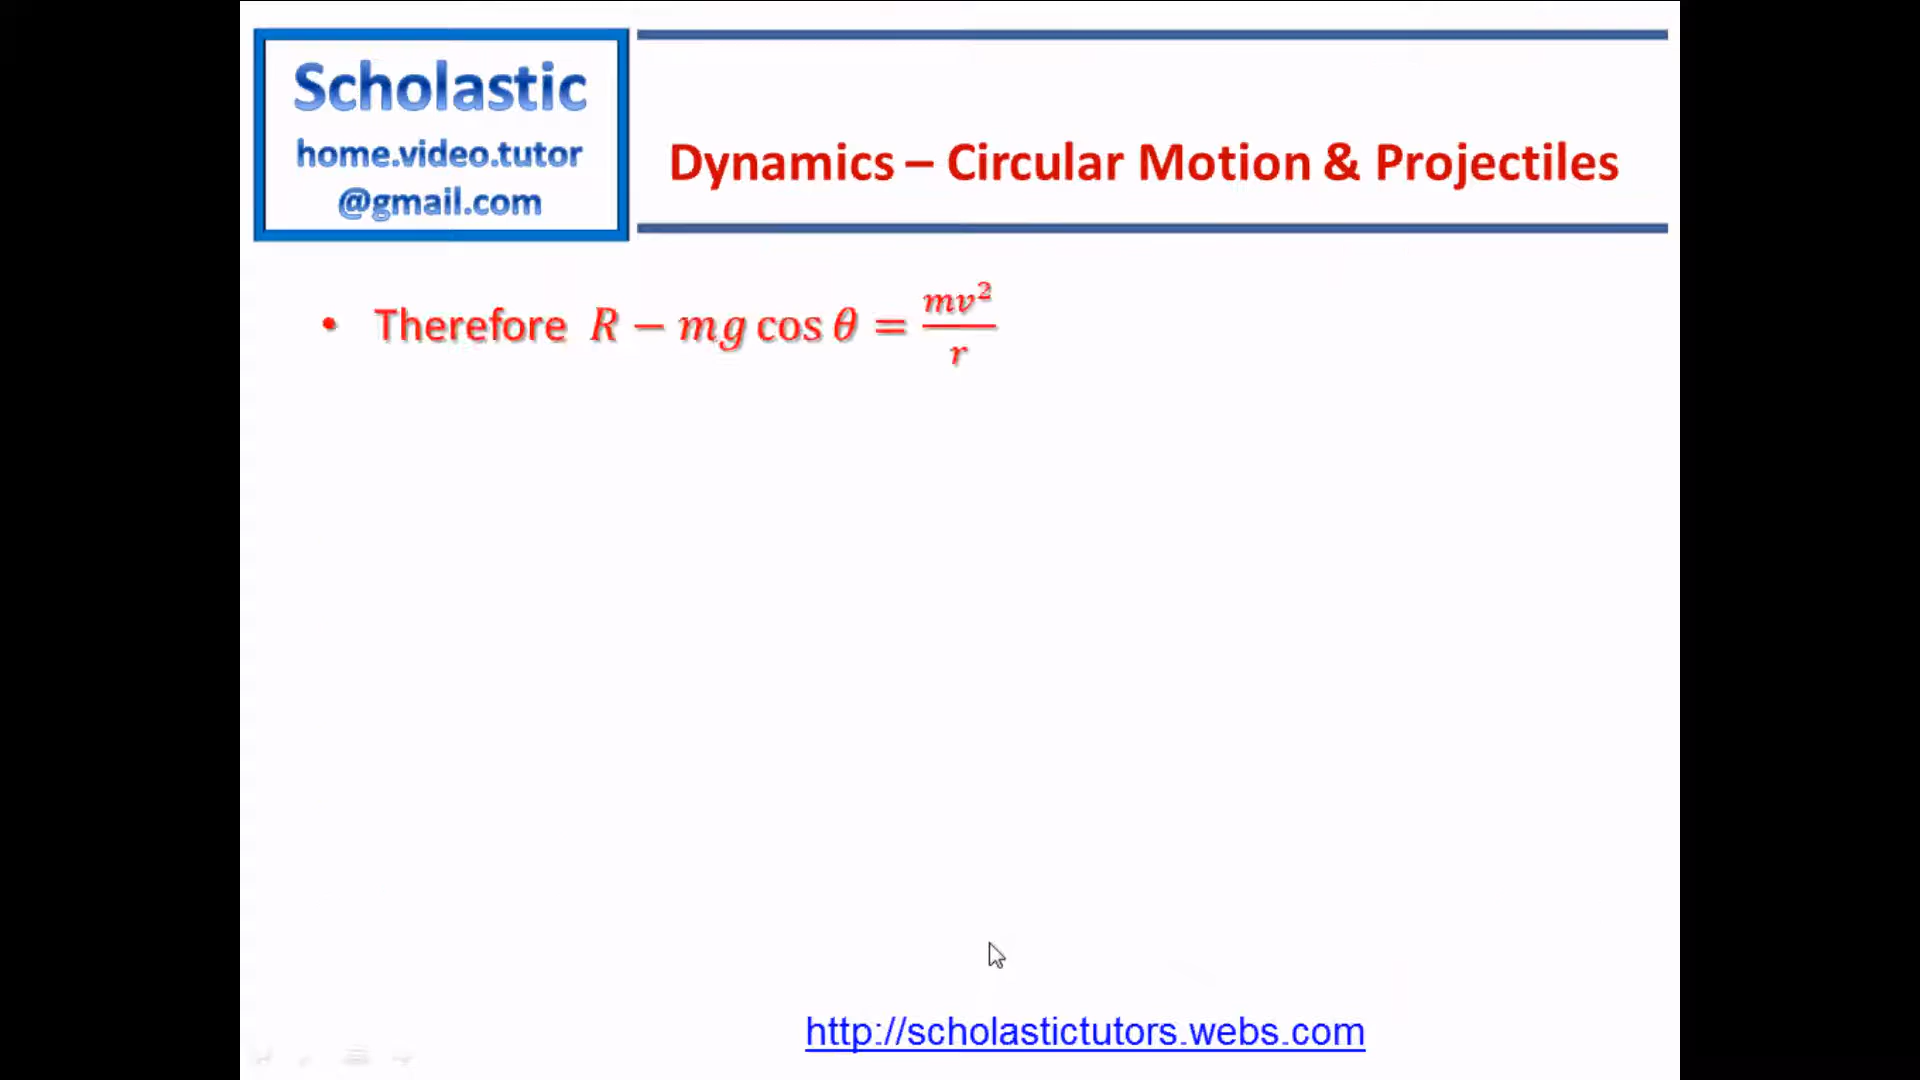 Scholastic
home.video.tutor
@gmail.com
Dynamics – Circular Motion & Projectiles
• Therefore R − mg cos θ = mv²/r
http://scholastictutors.webs.com